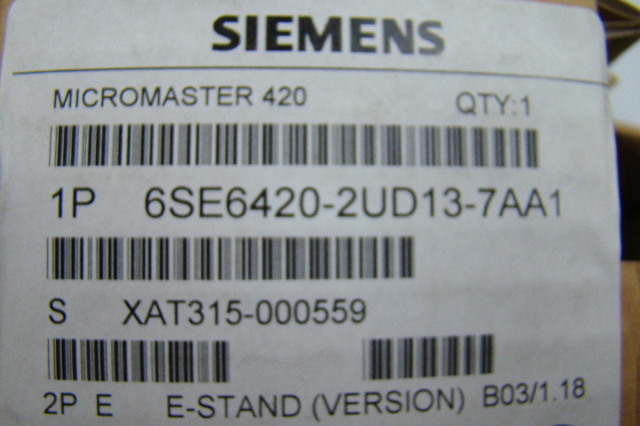 SIEMENS
MICROMASTER 420 QTY:1
1P 6SE6420-2UD13-7AA1
S XAT315-000559
2P E E-STAND (VERSION) B03/1.18